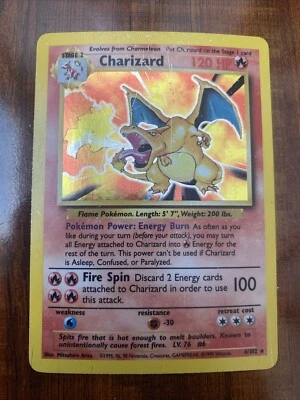 Evolves from Charmeleon Put Charizard on the Stage 1 card
STAGE 2
Charizard 120 HP
Flame Pokémon. Length: 5' 7", Weight: 200 lbs.
Pokémon Power: Energy Burn As often as you
like during your turn (before your attack), you may turn
all Energy attached to Charizard into Energy for the
rest of the turn. This power can't be used if Charizard
is Asleep, Confused, or Paralyzed.
Fire Spin Discard 2 Energy cards
attached to Charizard in order to use
this attack.
100
weakness resistance retreat cost
-30
Spits fire that is hot enough to melt boulders. Known to
unintentionally cause forest fires. LV. 76 #6
Illus. Mitsuhiro Arita
4/102